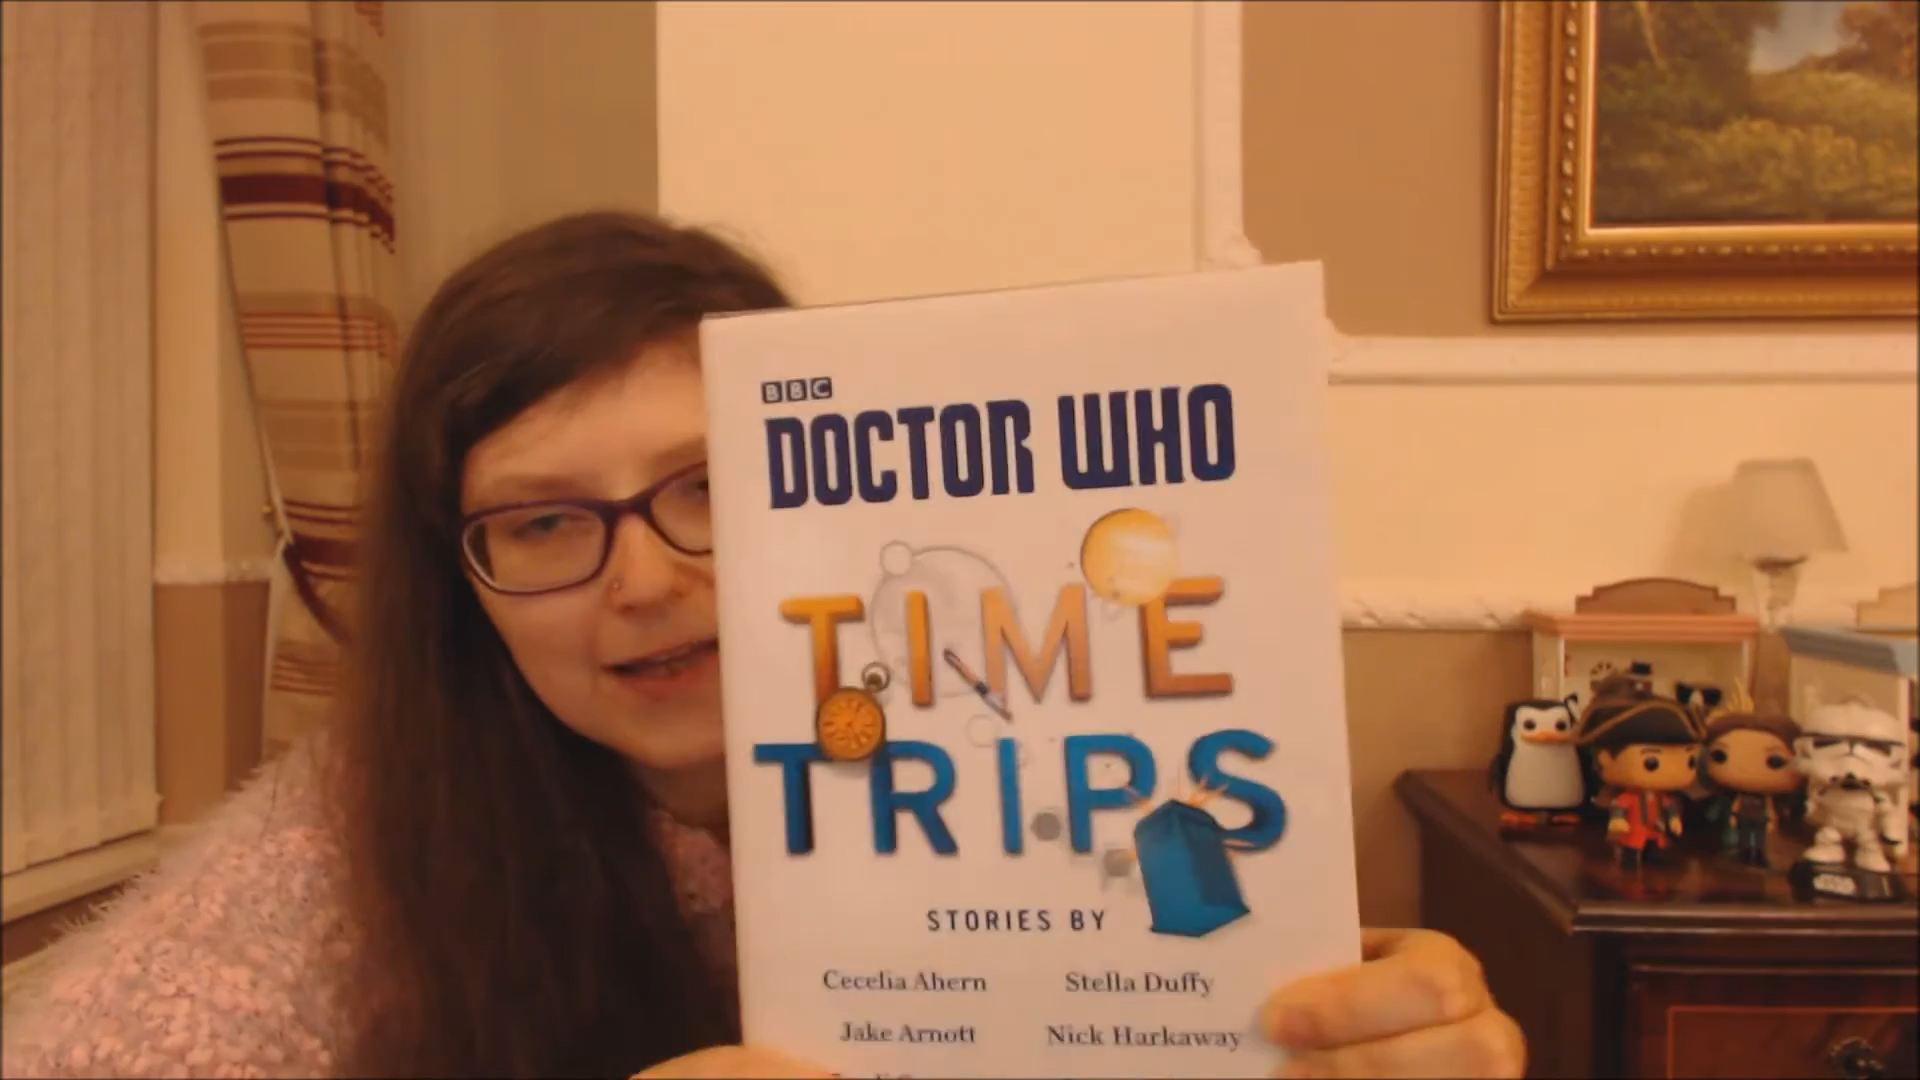 BBC
DOCTOR WHO
TIME
TRIPS
STORIES BY
Cecelia Ahern Stella Duffy
Jake Arnott Nick Harkaway